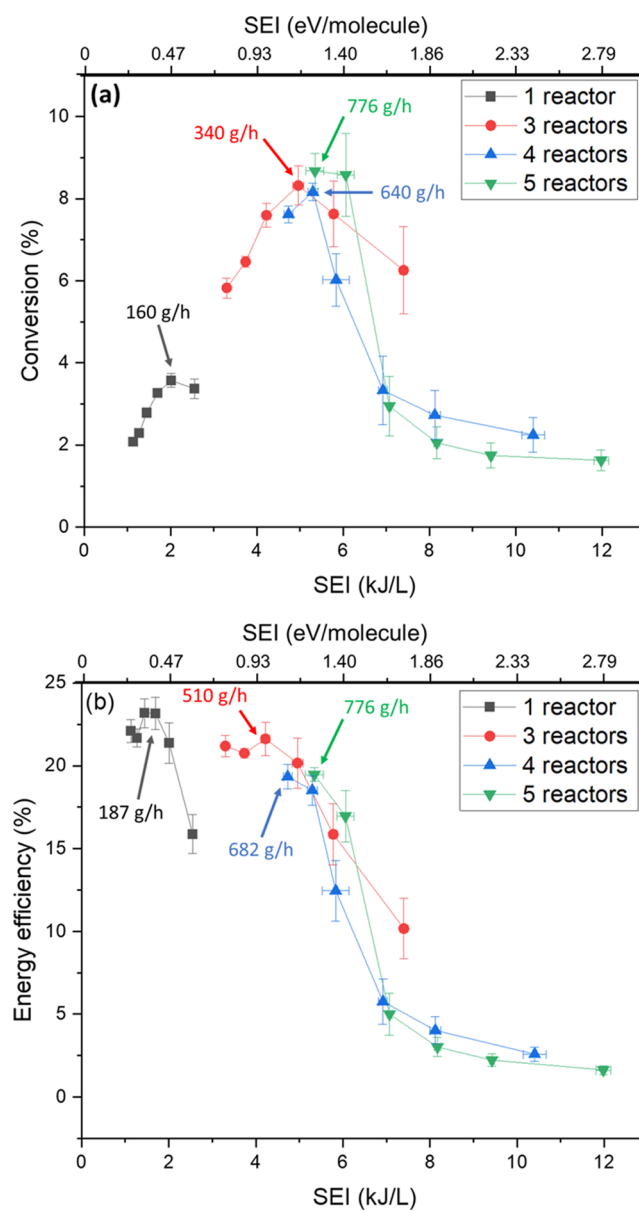 SEI (eV/molecule)
0 0.47 0.93 1.40 1.86 2.33 2.79
(a)
340 g/h
776 g/h
640 g/h
160 g/h
1 reactor
3 reactors
4 reactors
5 reactors
Conversion (%)
10
8
6
4
2
0
0 2 4 6 8 10 12
SEI (kJ/L)
SEI (eV/molecule)
0 0.47 0.93 1.40 1.86 2.33 2.79
(b)
510 g/h
776 g/h
187 g/h
682 g/h
1 reactor
3 reactors
4 reactors
5 reactors
Energy efficiency (%)
25
20
15
10
5
0
0 2 4 6 8 10 12
SEI (kJ/L)